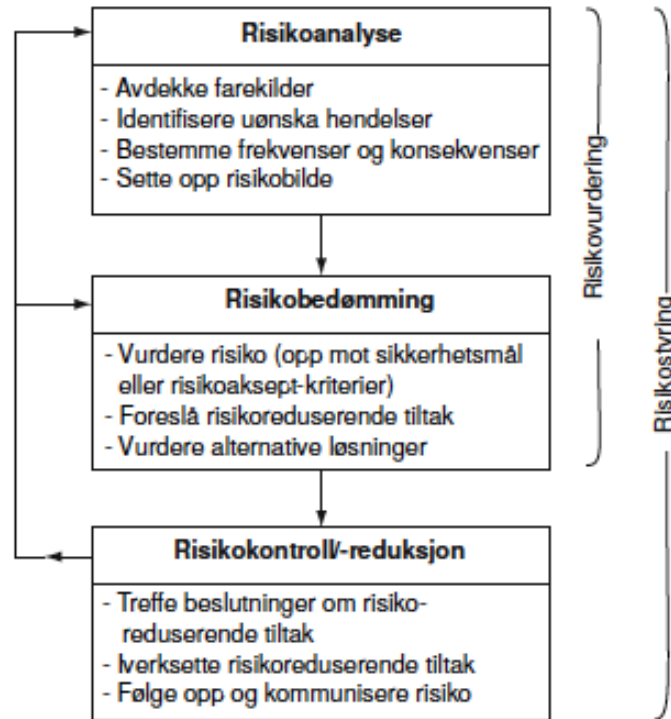 Risikoanalyse
- Avdekke farekilder
- Identifisere uønska hendelser
- Bestemme frekvenser og konsekvenser
- Sette opp risikobilde
Risikobedømming
- Vurdere risiko (opp mot sikkerhetsmål
eller risikoaksept-kriterier)
- Foreslå risikoreduserende tiltak
- Vurdere alternative løsninger
Risikokontroll/-reduksjon
- Treffe beslutninger om risiko-
reduserende tiltak
- Iverksette risikoreduserende tiltak
- Følge opp og kommunisere risiko
Risikovurdering
Risikostyring